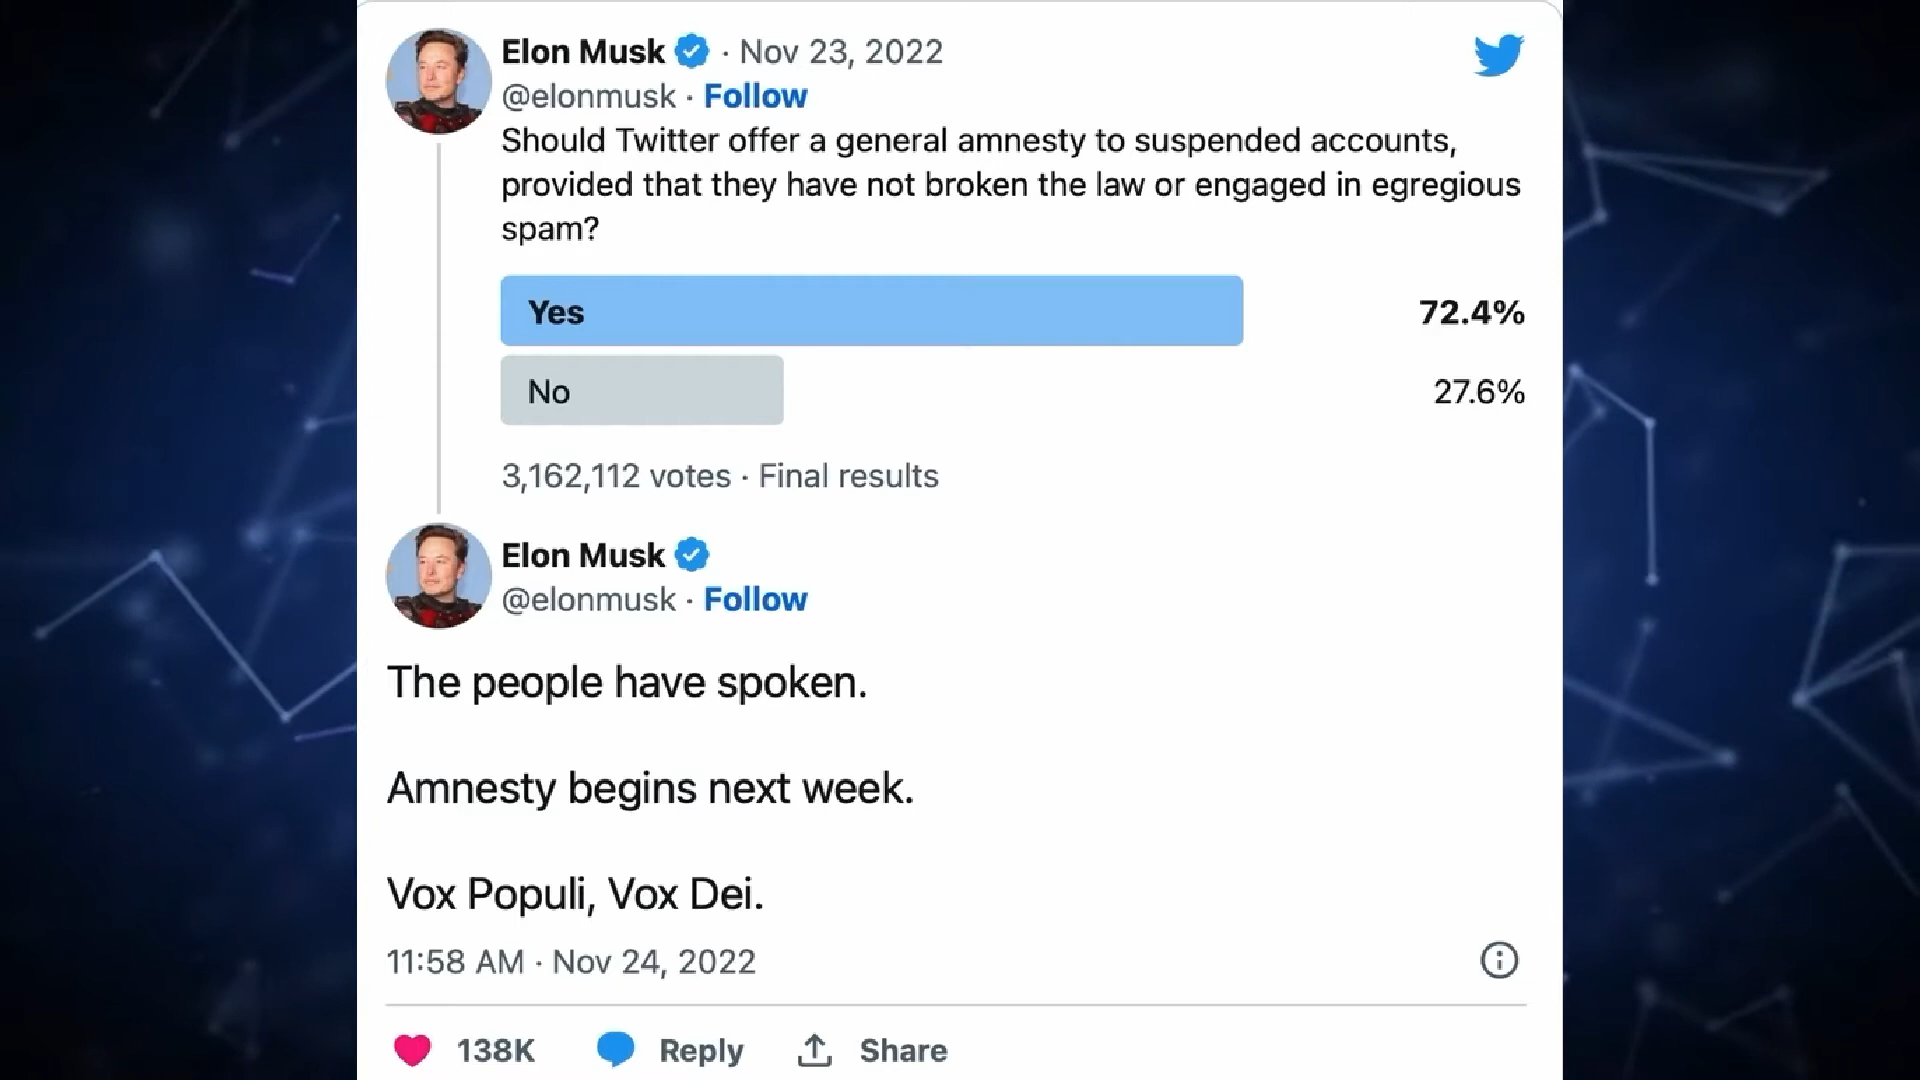 Elon Musk · Nov 23, 2022
@elonmusk · Follow
Should Twitter offer a general amnesty to suspended accounts,
provided that they have not broken the law or engaged in egregious
spam?
Yes 72.4%
No 27.6%
3,162,112 votes · Final results
Elon Musk
@elonmusk · Follow
The people have spoken.
Amnesty begins next week.
Vox Populi, Vox Dei.
11:58 AM · Nov 24, 2022
138K Reply Share